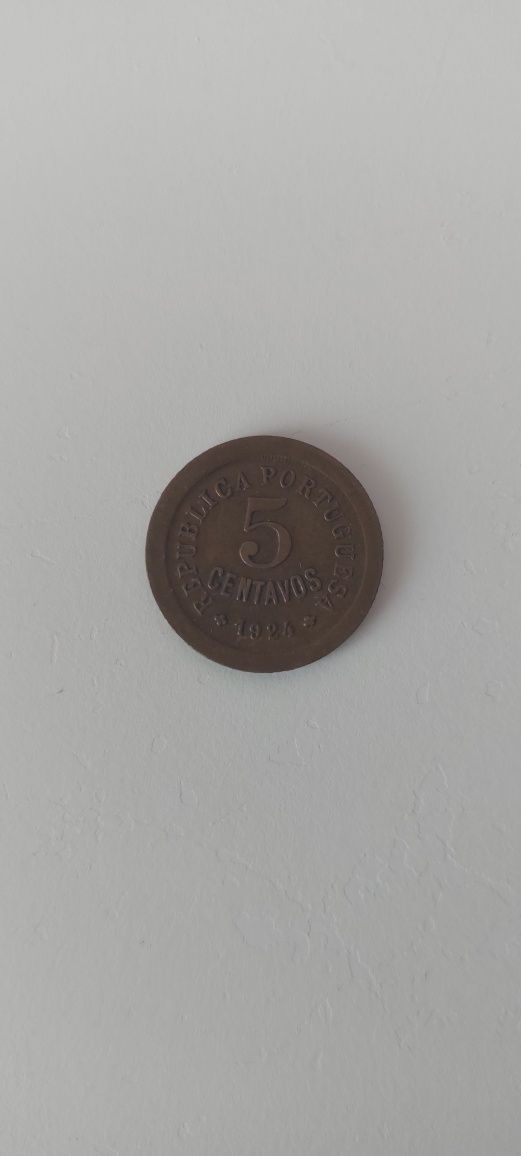 REPUBLICA PORTUGUESA
5
CENTAVOS
1924